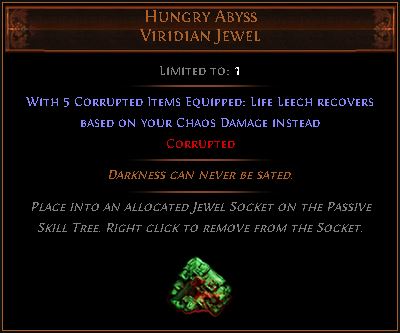 Hungry Abyss
Viridian Jewel
Limited to: 1
With 5 Corrupted Items Equipped: Life Leech recovers
based on your Chaos Damage instead
Corrupted
Darkness can never be sated.
Place into an allocated Jewel Socket on the Passive
Skill Tree. Right click to remove from the Socket.